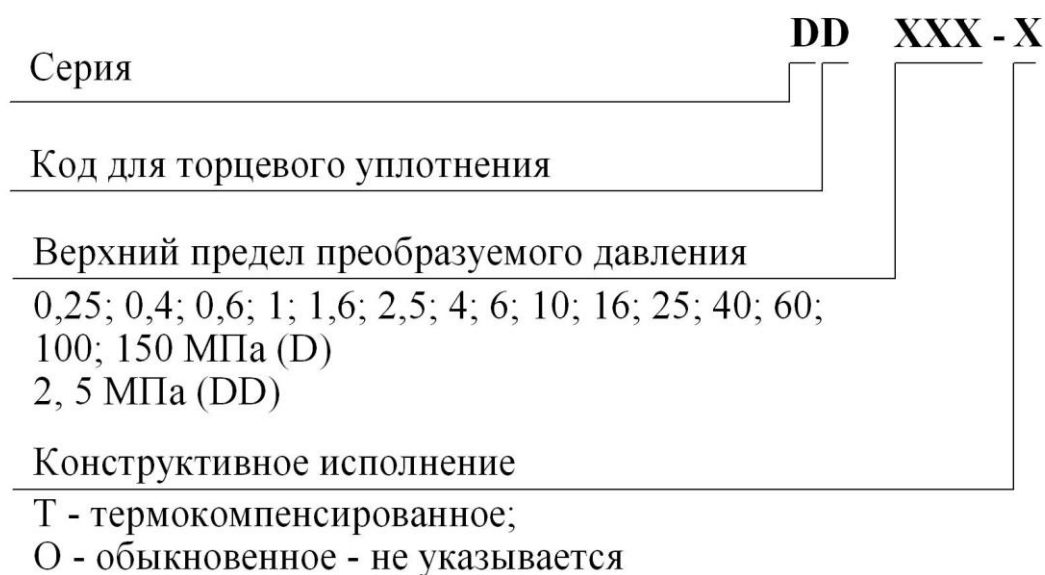 DD XXX - X
Серия
Код для торцевого уплотнения
Верхний предел преобразуемого давления
0,25; 0,4; 0,6; 1; 1,6; 2,5; 4; 6; 10; 16; 25; 40; 60;
100; 150 МПа (D)
2, 5 МПа (DD)
Конструктивное исполнение
Т - термокомпенсированное;
О - обыкновенное - не указывается